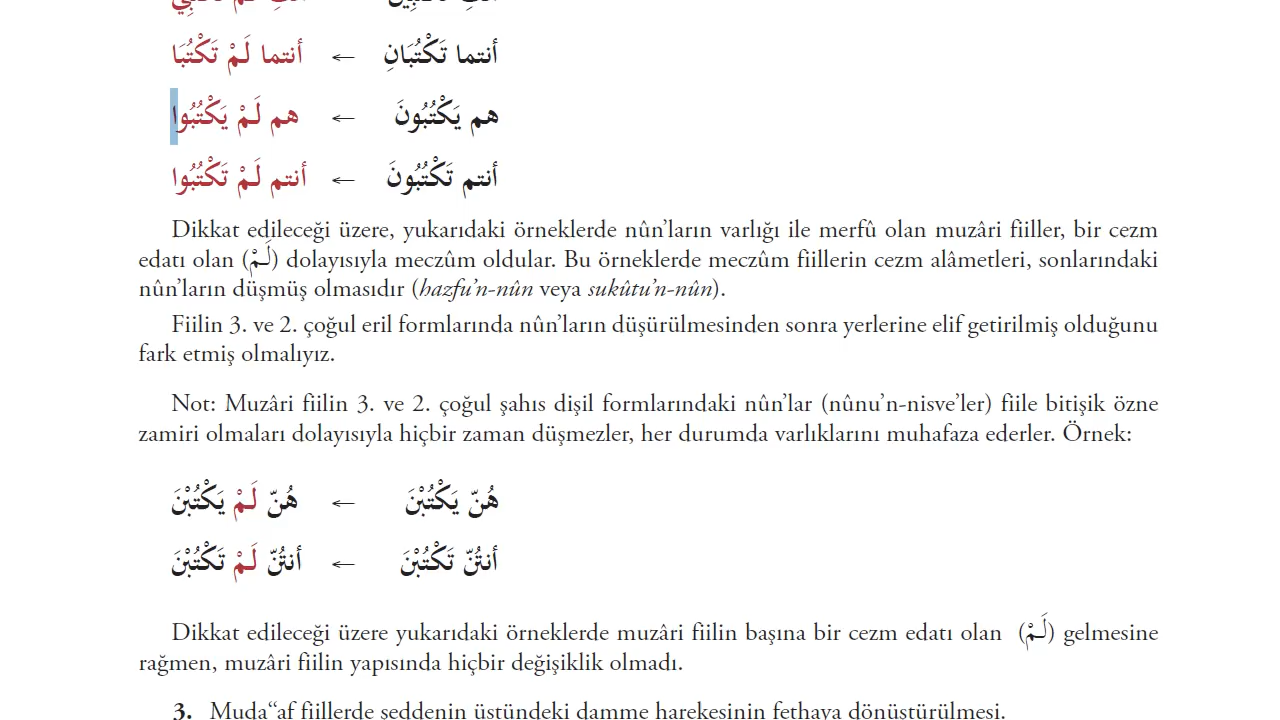 أنتما تَكْتُبَانِ ← أنتما لَمْ تَكْتُبَا
هم يَكْتُبُونَ ← هم لَمْ يَكْتُبُوا
أنتم تَكْتُبُونَ ← أنتم لَمْ تَكْتُبُوا
Dikkat edileceği üzere, yukarıdaki örneklerde nûn’ların varlığı ile merfû olan muzâri fiiller, bir cezm
edatı olan (لَمْ) dolayısıyla meczûm oldular. Bu örneklerde meczûm fiillerin cezm alâmetleri, sonlarındaki
nûn’ların düşmüş olmasıdır (hazfu’n-nûn veya sukûtu’n-nûn).
Fiilin 3. ve 2. çoğul eril formlarında nûn’ların düşürülmesinden sonra yerlerine elif getirilmiş olduğunu
fark etmiş olmalıyız.
Not: Muzâri fiilin 3. ve 2. çoğul şahıs dişil formlarındaki nûn’lar (nûnu’n-nisve’ler) fiile bitişik özne
zamiri olmaları dolayısıyla hiçbir zaman düşmezler, her durumda varlıklarını muhafaza ederler. Örnek:
هُنّ يَكْتُبْنَ ← هُنّ لَمْ يَكْتُبْنَ
أنتُنّ تَكْتُبْنَ ← أنتُنّ لَمْ تَكْتُبْنَ
Dikkat edileceği üzere yukarıdaki örneklerde muzâri fiilin başına bir cezm edatı olan (لَمْ) gelmesine
rağmen, muzâri fiilin yapısında hiçbir değişiklik olmadı.
3. Muda“af fiillerde şeddenin üstündeki damme harekesinin fethaya dönüştürülmesi.